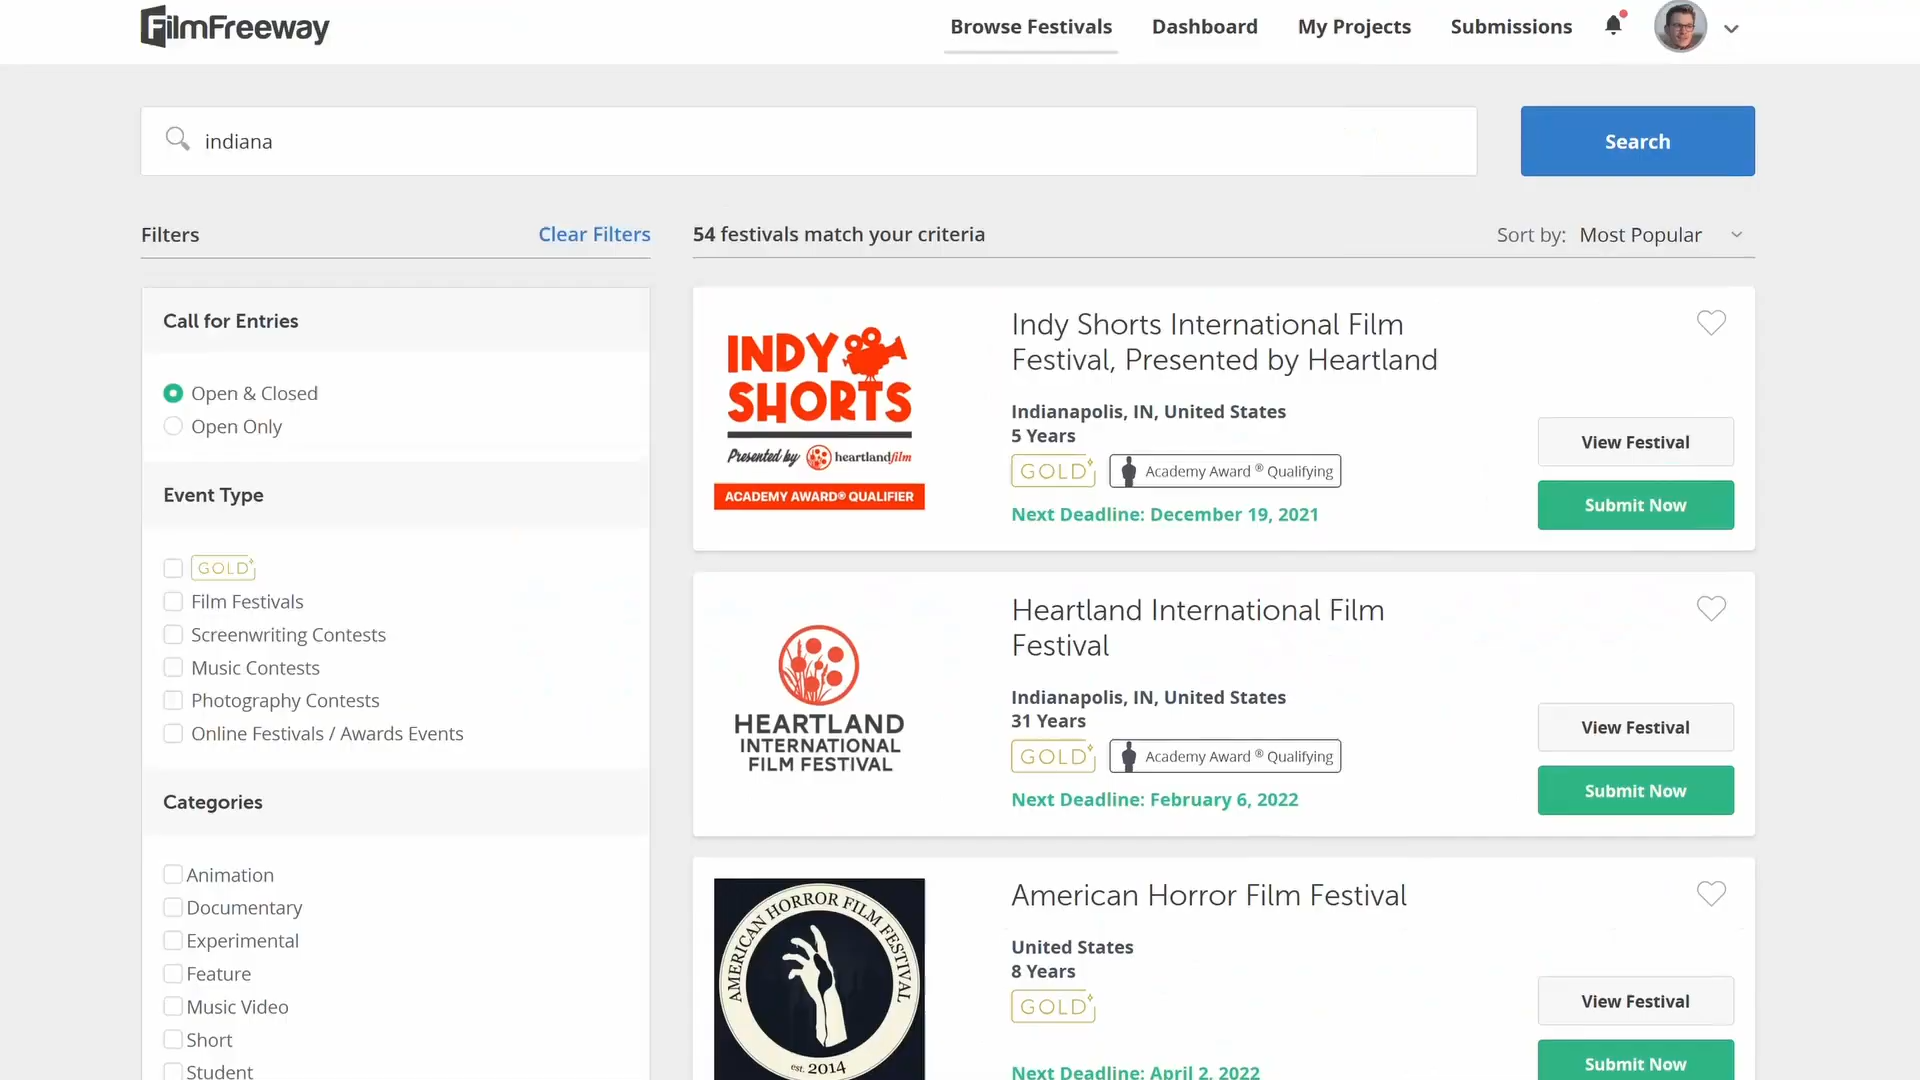 FilmFreeway
Browse Festivals
Dashboard
My Projects
Submissions
indiana
Search
Filters
Clear Filters
54 festivals match your criteria
Sort by: Most Popular
Call for Entries
Open & Closed
Open Only
Event Type
GOLD
Film Festivals
Screenwriting Contests
Music Contests
Photography Contests
Online Festivals / Awards Events
Categories
Animation
Documentary
Experimental
Feature
Music Video
Short
Student
INDY
SHORTS
Presented by heartlandfilm
ACADEMY AWARD® QUALIFIER
Indy Shorts International Film
Festival, Presented by Heartland
Indianapolis, IN, United States
5 Years
GOLD
Academy Award ® Qualifying
Next Deadline: December 19, 2021
View Festival
Submit Now
HEARTLAND
INTERNATIONAL
FILM FESTIVAL
Heartland International Film
Festival
Indianapolis, IN, United States
31 Years
GOLD
Academy Award ® Qualifying
Next Deadline: February 6, 2022
View Festival
Submit Now
AMERICAN HORROR FILM FESTIVAL
est. 2014
American Horror Film Festival
United States
8 Years
GOLD
Next Deadline: April 2, 2022
View Festival
Submit Now